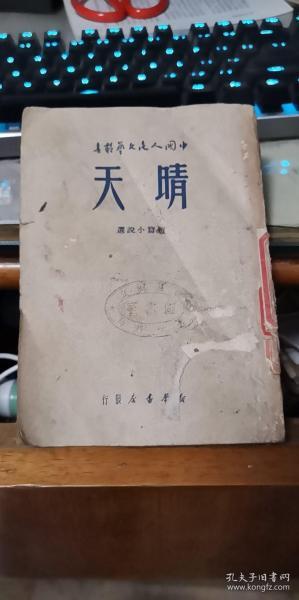 中國人民文藝叢書
晴天
短篇小說選
新華書店發行
孔夫子旧书网